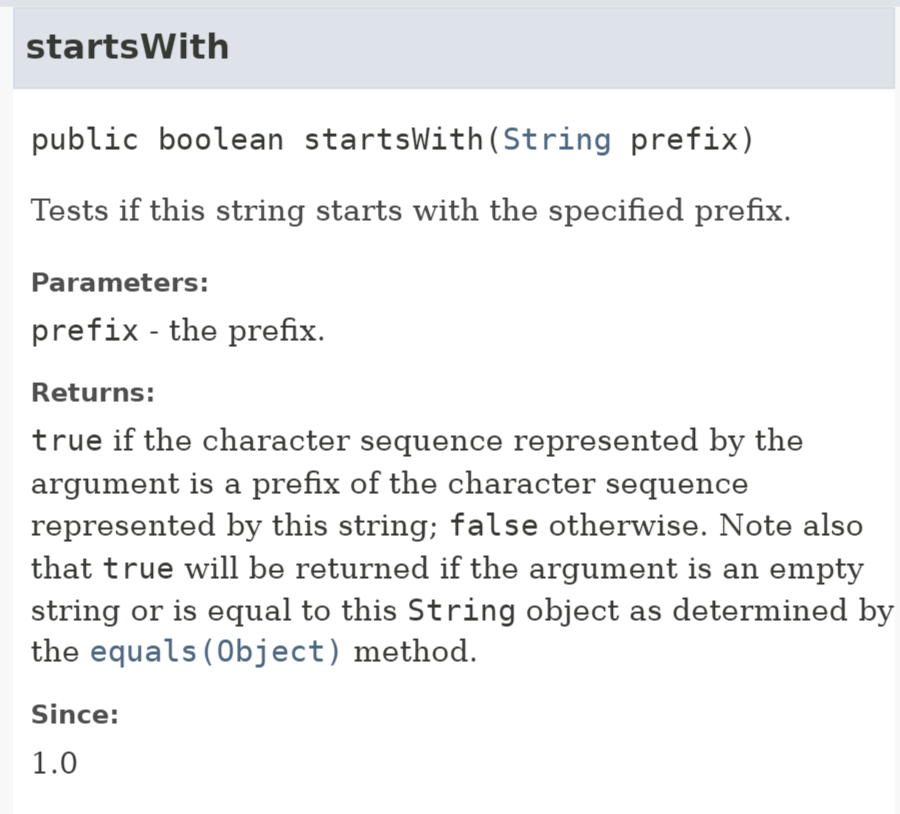 startsWith
public boolean startsWith(String prefix)
Tests if this string starts with the specified prefix.
Parameters:
prefix - the prefix.
Returns:
true if the character sequence represented by the
argument is a prefix of the character sequence
represented by this string; false otherwise. Note also
that true will be returned if the argument is an empty
string or is equal to this String object as determined by
the equals(Object) method.
Since:
1.0